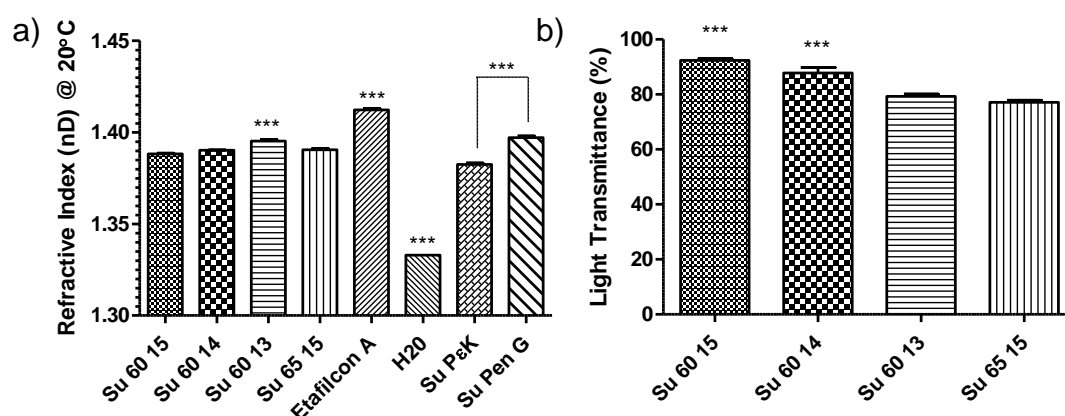 a)
Refractive Index (nD) @ 20°C
1.45
1.40
1.35
1.30
***
***
***
***
Su 60 15
Su 60 14
Su 60 13
Su 65 15
Etafilcon A
H20
Su PεK
Su Pen G
b)
Light Transmittance (%)
100
80
60
40
20
0
***
***
Su 60 15
Su 60 14
Su 60 13
Su 65 15